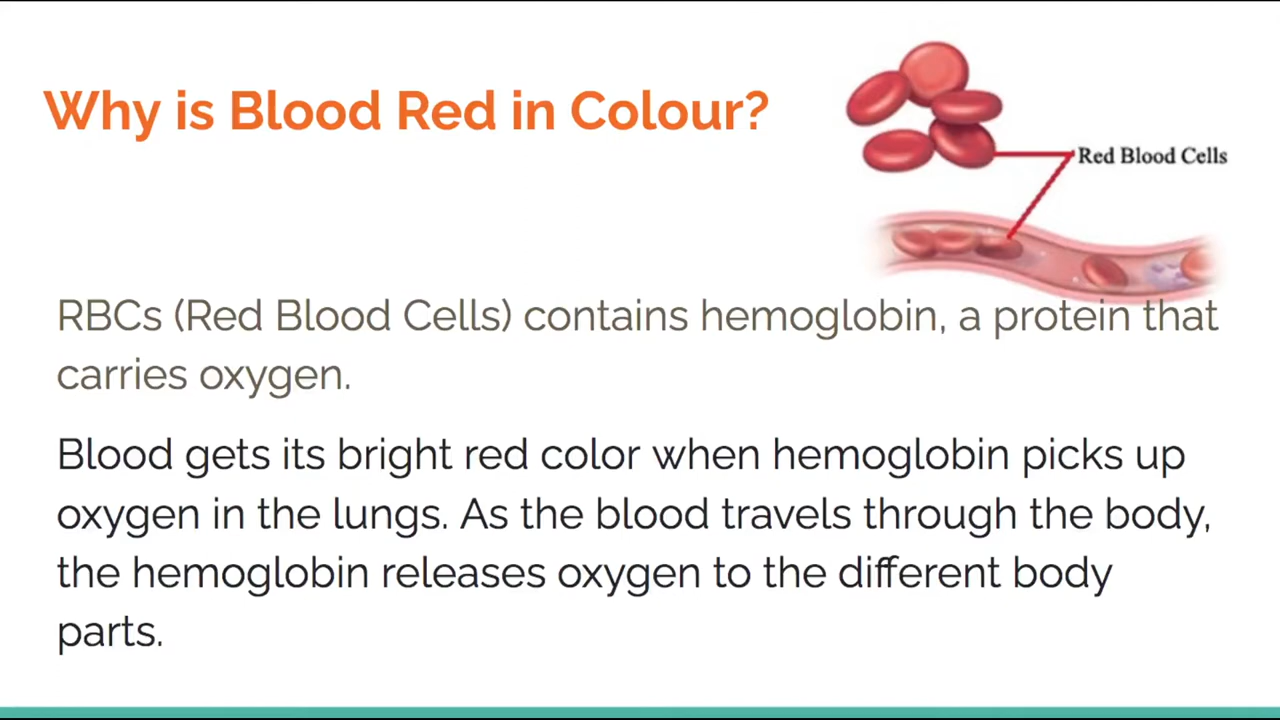 Why is Blood Red in Colour?
Red Blood Cells
RBCs (Red Blood Cells) contains hemoglobin, a protein that
carries oxygen.
Blood gets its bright red color when hemoglobin picks up
oxygen in the lungs. As the blood travels through the body,
the hemoglobin releases oxygen to the different body
parts.